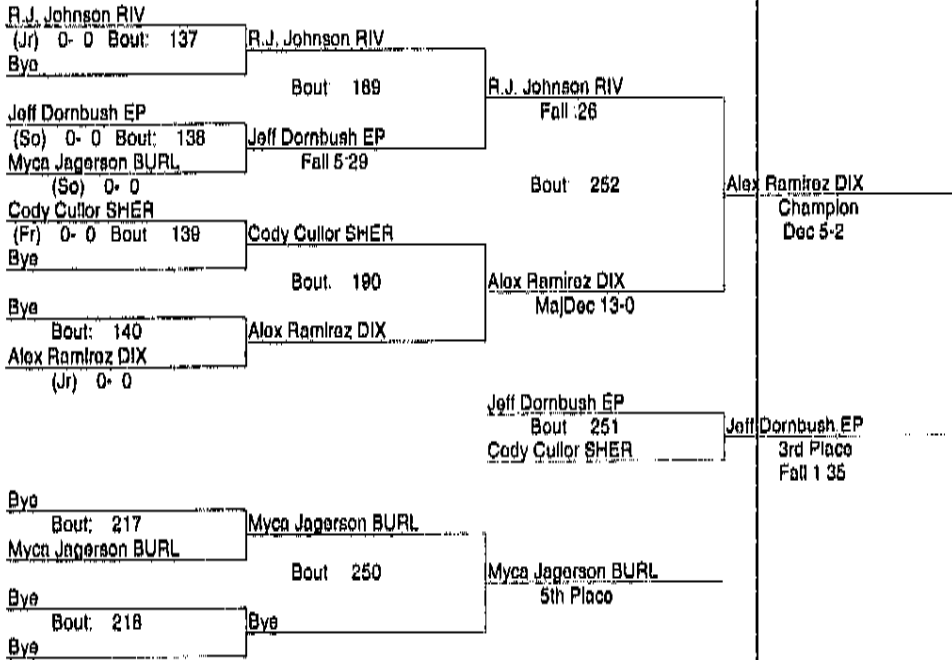 R.J. Johnson RIV
(Jr) 0- 0 Bout: 137
Bye
R.J. Johnson RIV
Bout 189
Jeff Dornbush EP
(So) 0- 0 Bout: 138
Myca Jagerson BURL
(So) 0- 0
Jeff Dornbush EP
Fall 5:29
R.J. Johnson RIV
Fall :26
Bout 252
Cody Cullor SHER
(Fr) 0- 0 Bout 139
Bye
Cody Cullor SHER
Bout. 190
Bye
Bout: 140
Alex Ramirez DIX
(Jr) 0- 0
Alex Ramirez DIX
Alex Ramirez DIX
MajDec 13-0
Alex Ramirez DIX
Champion
Dec 5-2
Jeff Dornbush EP
Bout 251
Cody Cullor SHER
Jeff Dornbush EP
3rd Place
Fall 1 35
Bye
Bout: 217
Myca Jagerson BURL
Myca Jagerson BURL
Bout 250
Bye
Bout: 218
Bye
Bye
Myca Jagerson BURL
5th Place